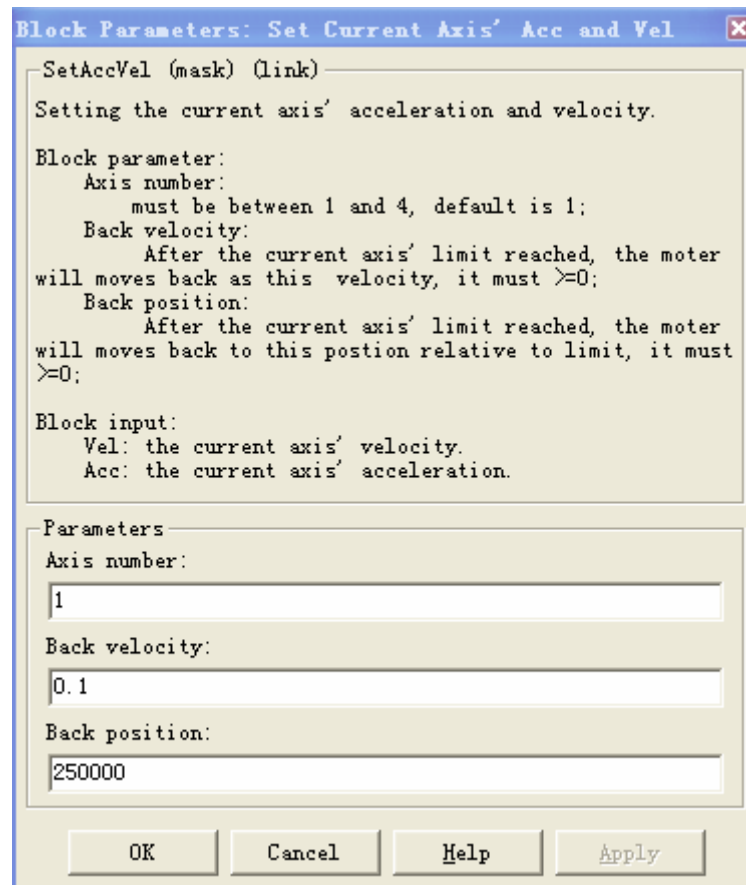 Block Parameters: Set Current Axis' Acc and Vel
SetAccVel (mask) (link)
Setting the current axis' acceleration and velocity.
Block parameter:
Axis number:
must be between 1 and 4, default is 1;
Back velocity:
After the current axis' limit reached, the moter
will moves back as this velocity, it must >=0;
Back position:
After the current axis' limit reached, the moter
will moves back to this postion relative to limit, it must
>=0;
Block input:
Vel: the current axis' velocity.
Acc: the current axis' acceleration.
Parameters
Axis number:
1
Back velocity:
0.1
Back position:
250000
OK Cancel Help Apply